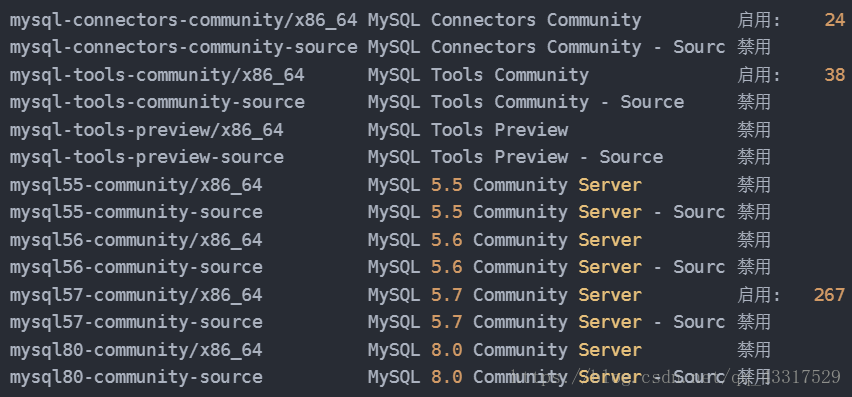 mysql-connectors-community/x86_64 MySQL Connectors Community 启用: 24
mysql-connectors-community-source MySQL Connectors Community - Sourc 禁用
mysql-tools-community/x86_64 MySQL Tools Community 启用: 38
mysql-tools-community-source MySQL Tools Community - Source 禁用
mysql-tools-preview/x86_64 MySQL Tools Preview 禁用
mysql-tools-preview-source MySQL Tools Preview - Source 禁用
mysql55-community/x86_64 MySQL 5.5 Community Server 禁用
mysql55-community-source MySQL 5.5 Community Server - Sourc 禁用
mysql56-community/x86_64 MySQL 5.6 Community Server 禁用
mysql56-community-source MySQL 5.6 Community Server - Sourc 禁用
mysql57-community/x86_64 MySQL 5.7 Community Server 启用: 267
mysql57-community-source MySQL 5.7 Community Server - Sourc 禁用
mysql80-community/x86_64 MySQL 8.0 Community Server 禁用
mysql80-community-source MySQL 8.0 Community Server - Sourc 禁用